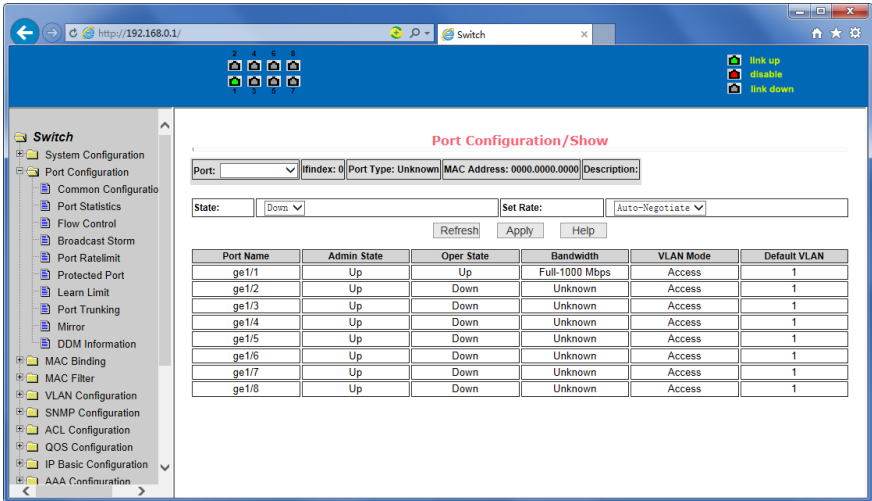 http://192.168.0.1/
Switch
2 4 6 8
1 3 5 7
link up
disable
link down
Switch
System Configuration
Port Configuration
Common Configuratio
Port Statistics
Flow Control
Broadcast Storm
Port Ratelimit
Protected Port
Learn Limit
Port Trunking
Mirror
DDM Information
MAC Binding
MAC Filter
VLAN Configuration
SNMP Configuration
ACL Configuration
QOS Configuration
IP Basic Configuration
AAA Configuration
Port Configuration/Show
Port: Ifindex: 0 Port Type: Unknown MAC Address: 0000.0000.0000 Description:
State: Down Set Rate: Auto-Negotiate
Refresh Apply Help
Port Name Admin State Oper State Bandwidth VLAN Mode Default VLAN
ge1/1 Up Up Full-1000 Mbps Access 1
ge1/2 Up Down Unknown Access 1
ge1/3 Up Down Unknown Access 1
ge1/4 Up Down Unknown Access 1
ge1/5 Up Down Unknown Access 1
ge1/6 Up Down Unknown Access 1
ge1/7 Up Down Unknown Access 1
ge1/8 Up Down Unknown Access 1